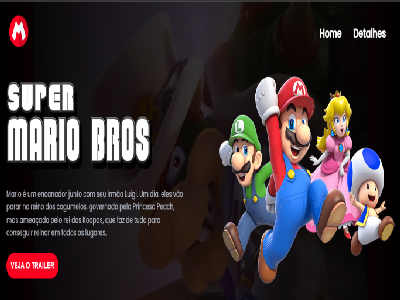 M
Home Detalhes
SUPER
MARIO BROS
Mario é um encanador junto com seu irmão Luigi. Um dia, eles vão
parar no reino dos cogumelos, governado pela Princesa Peach,
mas ameaçado pelo rei dos Koopas, que faz de tudo para
conseguir reinar em todos os lugares.
VEJA O TRAILER